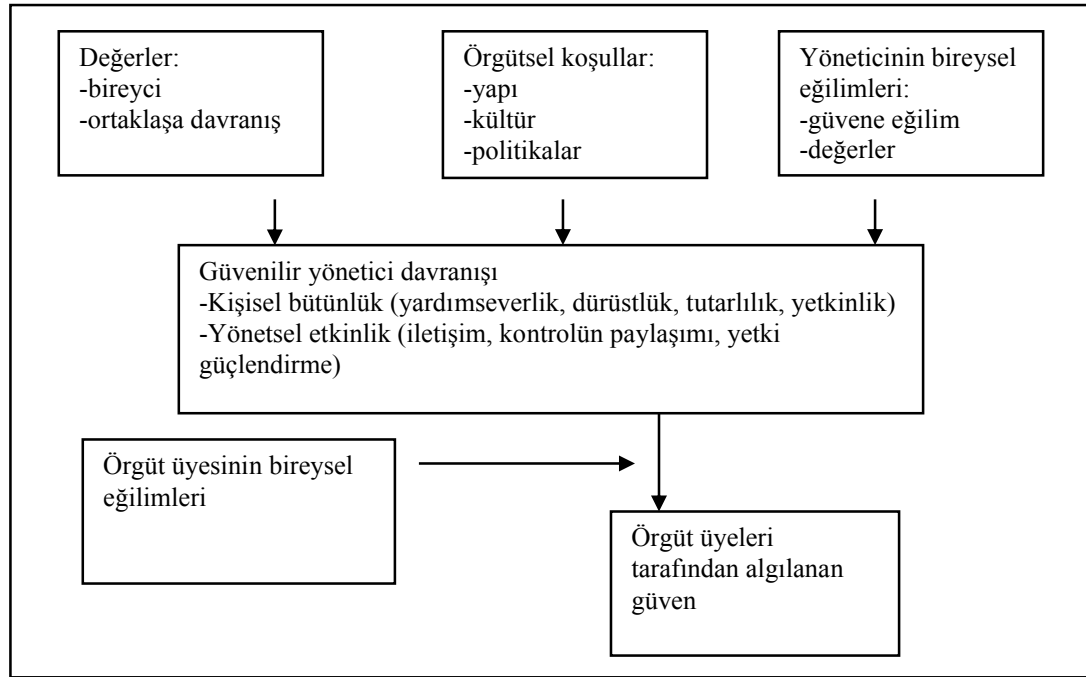 Değerler:
-bireyci
-ortaklaşa davranış
Örgütsel koşullar:
-yapı
-kültür
-politikalar
Yöneticinin bireysel
eğilimleri:
-güvene eğilim
-değerler
Güvenilir yönetici davranışı
-Kişisel bütünlük (yardımseverlik, dürüstlük, tutarlılık, yetkinlik)
-Yönetsel etkinlik (iletişim, kontrolün paylaşımı, yetki
güçlendirme)
Örgüt üyesinin bireysel
eğilimleri
Örgüt üyeleri
tarafından algılanan
güven